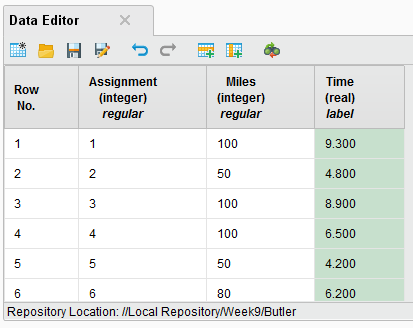 Data Editor
Row No. Assignment (integer) regular Miles (integer) regular Time (real) label
1 1 100 9.300
2 2 50 4.800
3 3 100 8.900
4 4 100 6.500
5 5 50 4.200
6 6 80 6.200
Repository Location: //Local Repository/Week9/Butler